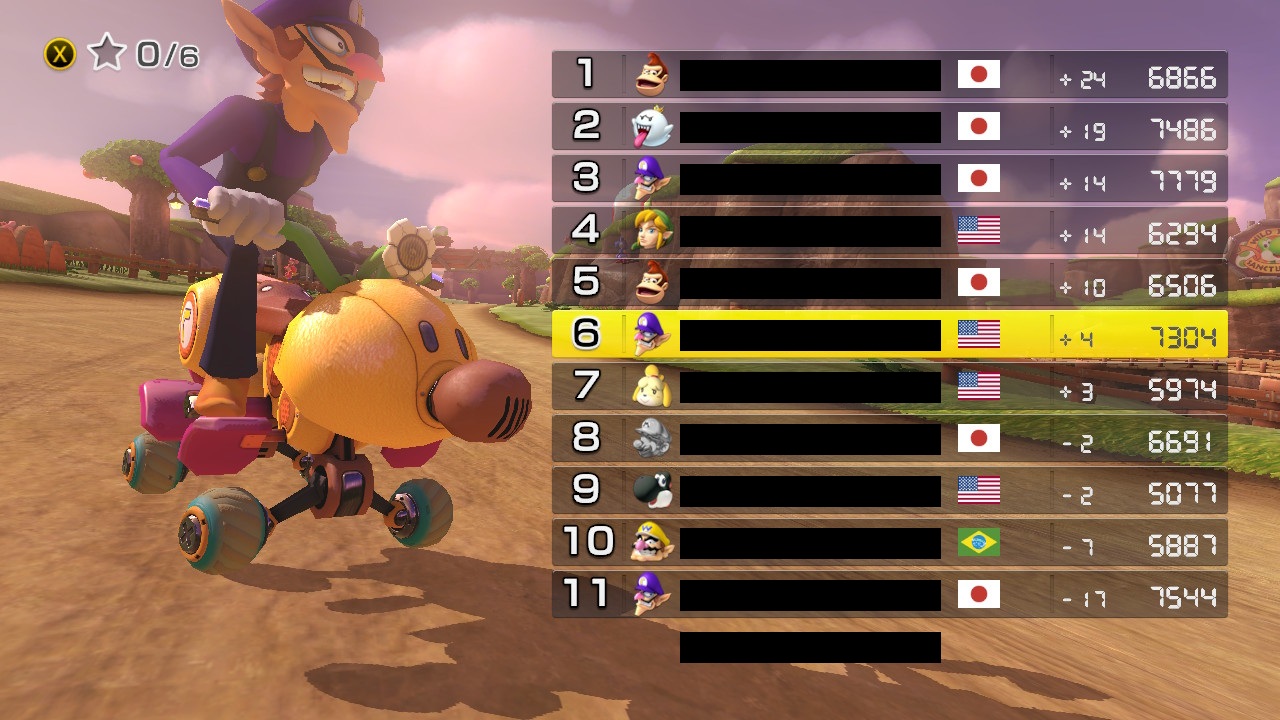 X 0/6
1 + 24 6866
2 + 19 7486
3 + 14 7779
4 + 14 6294
5 + 10 6506
6 + 4 7304
7 + 3 5974
8 - 2 6691
9 - 2 5077
10 - 7 5887
11 - 17 7544